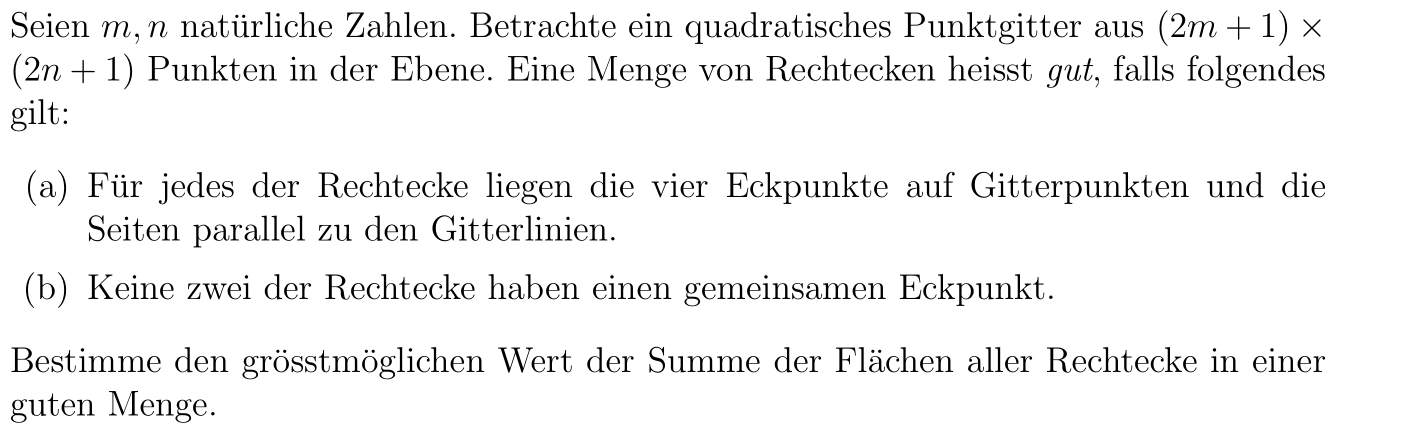 Seien m, n natürliche Zahlen. Betrachte ein quadratisches Punktgitter aus (2m + 1) ×
(2n + 1) Punkten in der Ebene. Eine Menge von Rechtecken heisst gut, falls folgendes
gilt:
(a) Für jedes der Rechtecke liegen die vier Eckpunkte auf Gitterpunkten und die
Seiten parallel zu den Gitterlinien.
(b) Keine zwei der Rechtecke haben einen gemeinsamen Eckpunkt.
Bestimme den grösstmöglichen Wert der Summe der Flächen aller Rechtecke in einer
guten Menge.